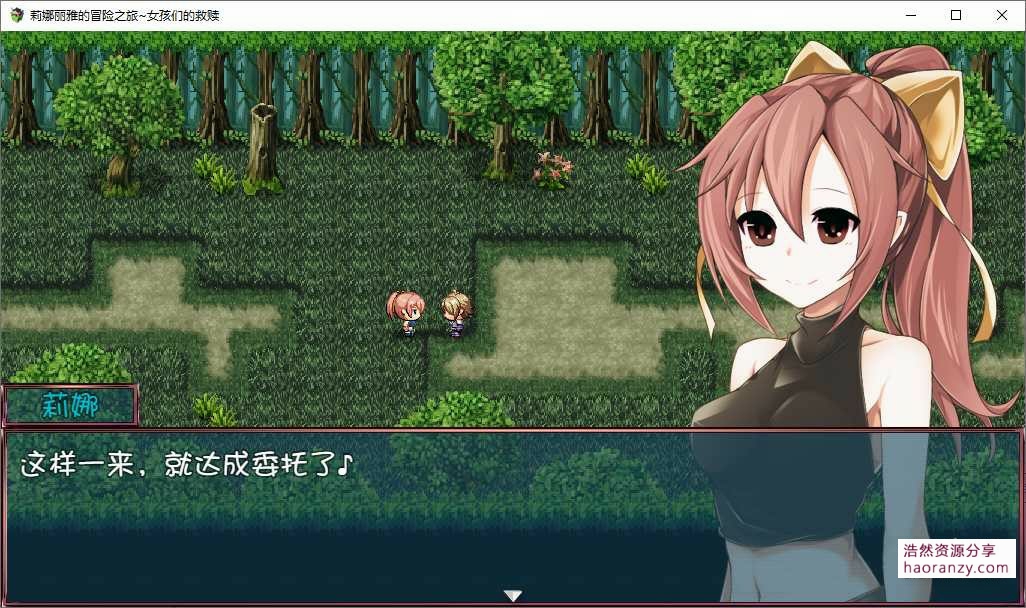 莉娜丽雅的冒险之旅~女孩们的救赎
莉娜
这样一来，就达成委托了♪
浩然资源分享
haoranzy.com